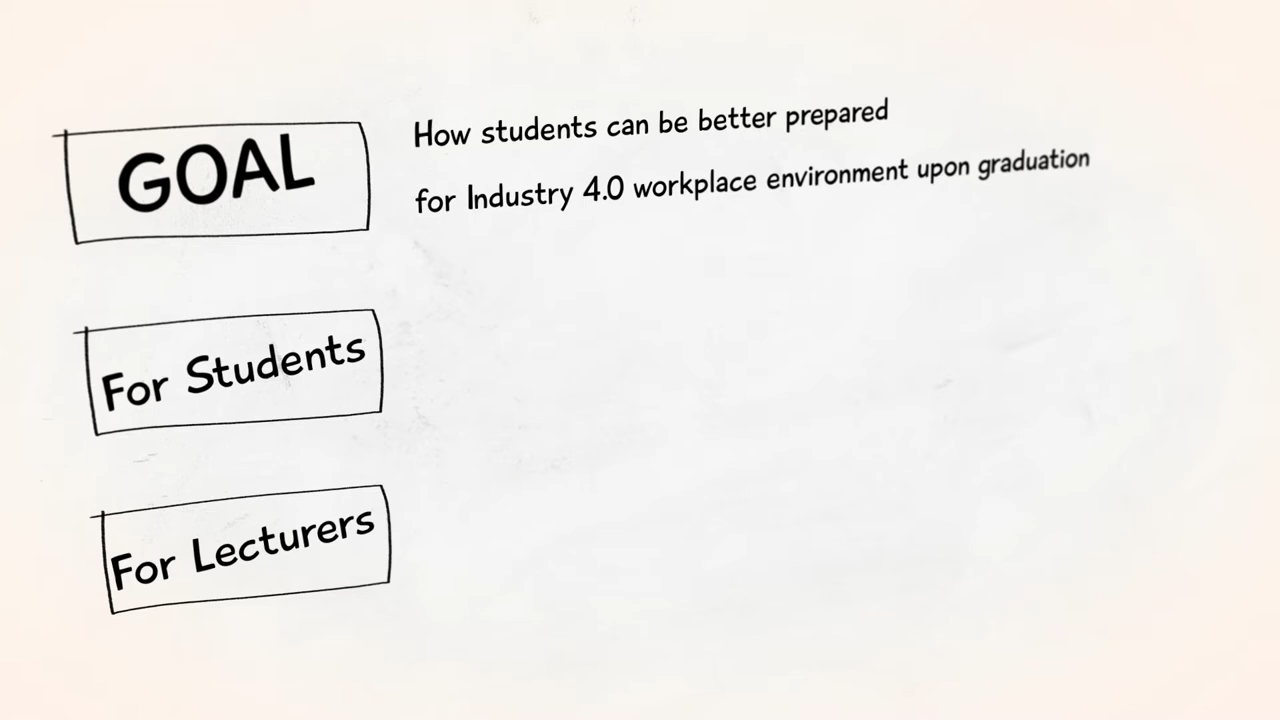 GOAL
How students can be better prepared
for Industry 4.0 workplace environment upon graduation
For Students
For Lecturers